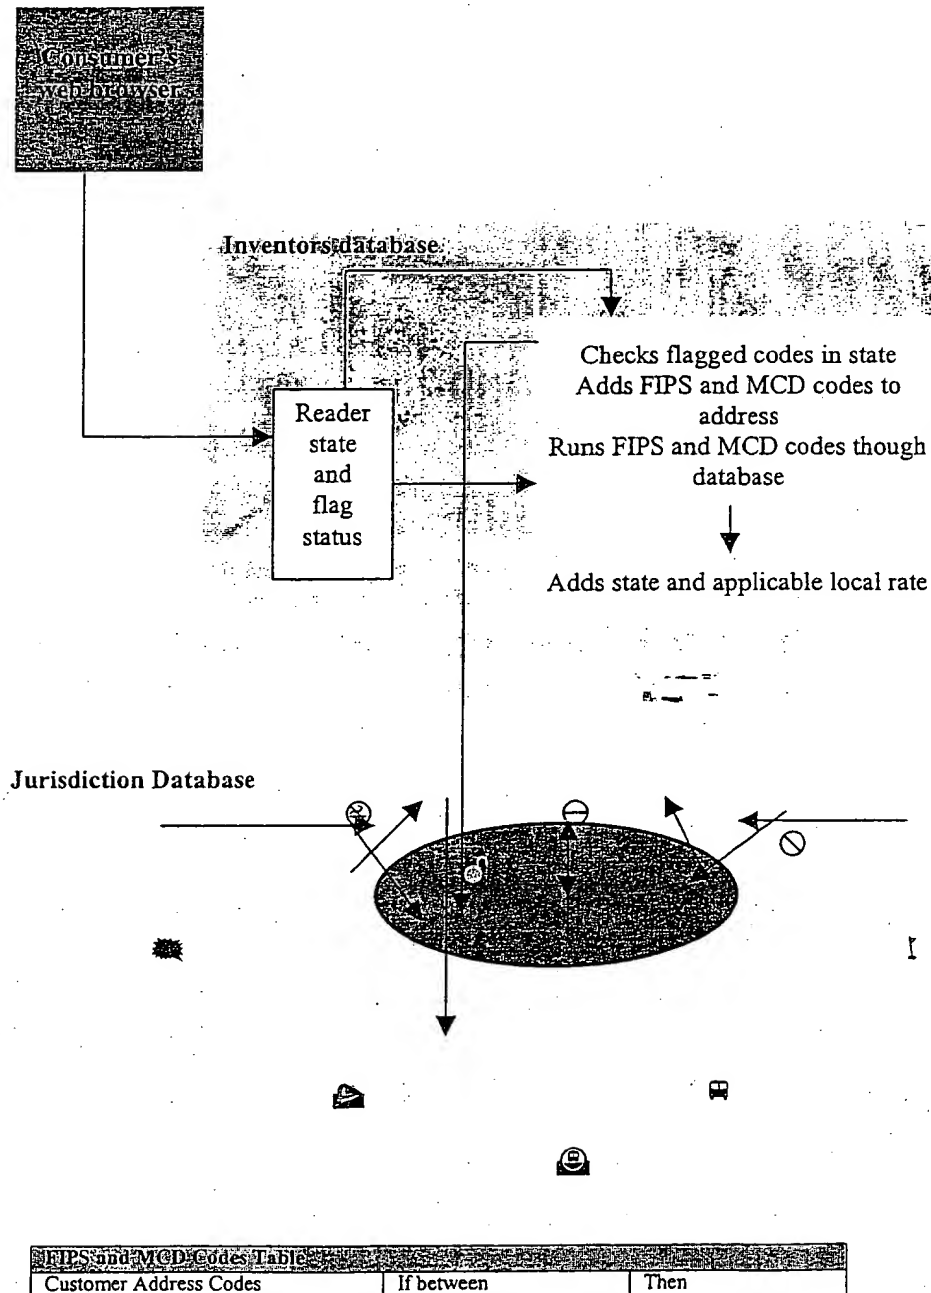 Consumer's
web browser
Inventors database
Checks flagged codes in state
Adds FIPS and MCD codes to
address
Runs FIPS and MCD codes though
database
Reader
state
and
flag
status
Adds state and applicable local rate
Jurisdiction Database
FIPS and MCD Codes Table
Customer Address Codes
If between
Then